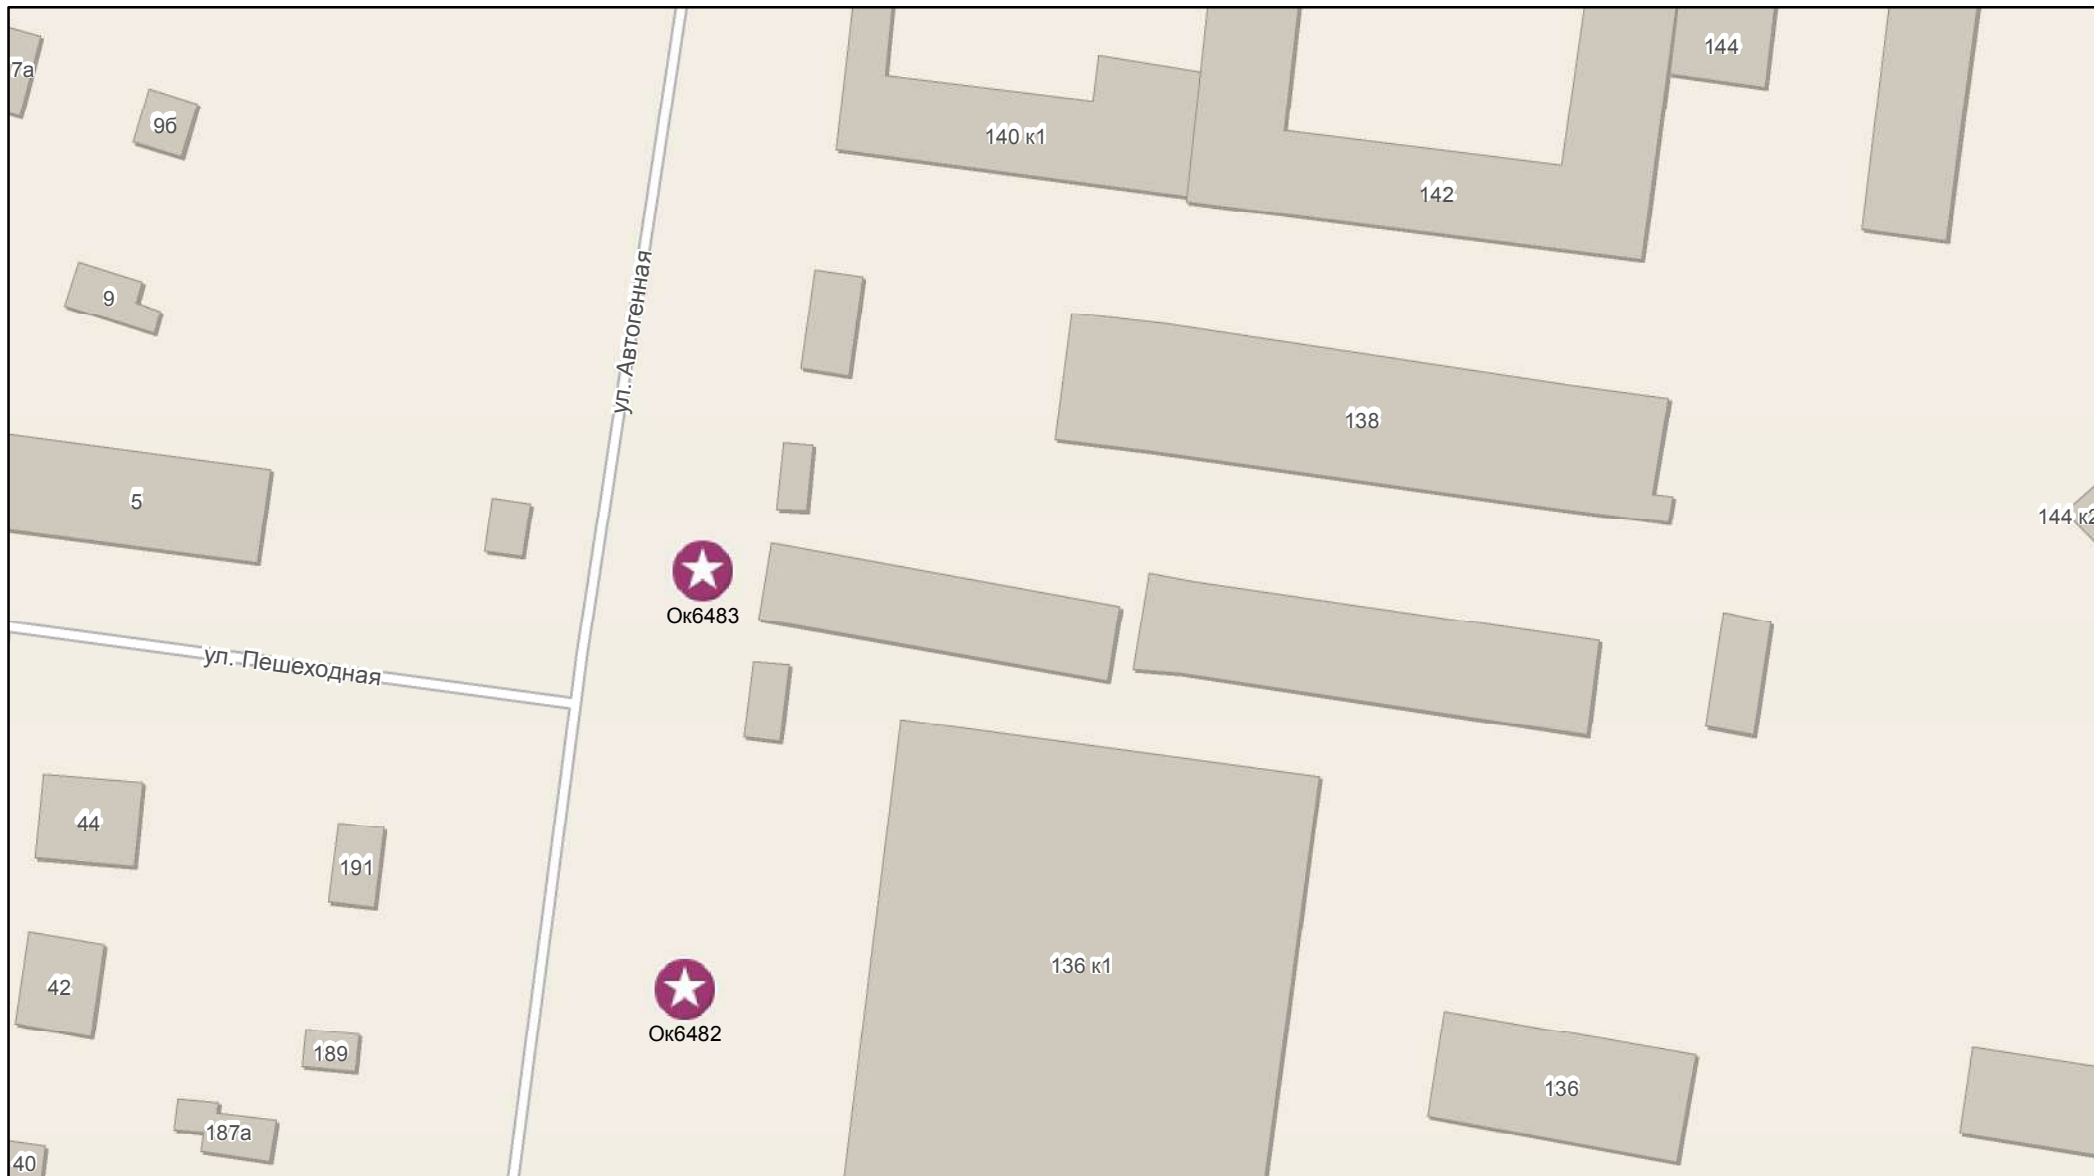 144
7а
9б
140 к1
142
9
ул. Автогенная
138
5
144 к2
Ок6483
ул. Пешеходная
44
191
136 к1
42
Ок6482
189
136
187а
40